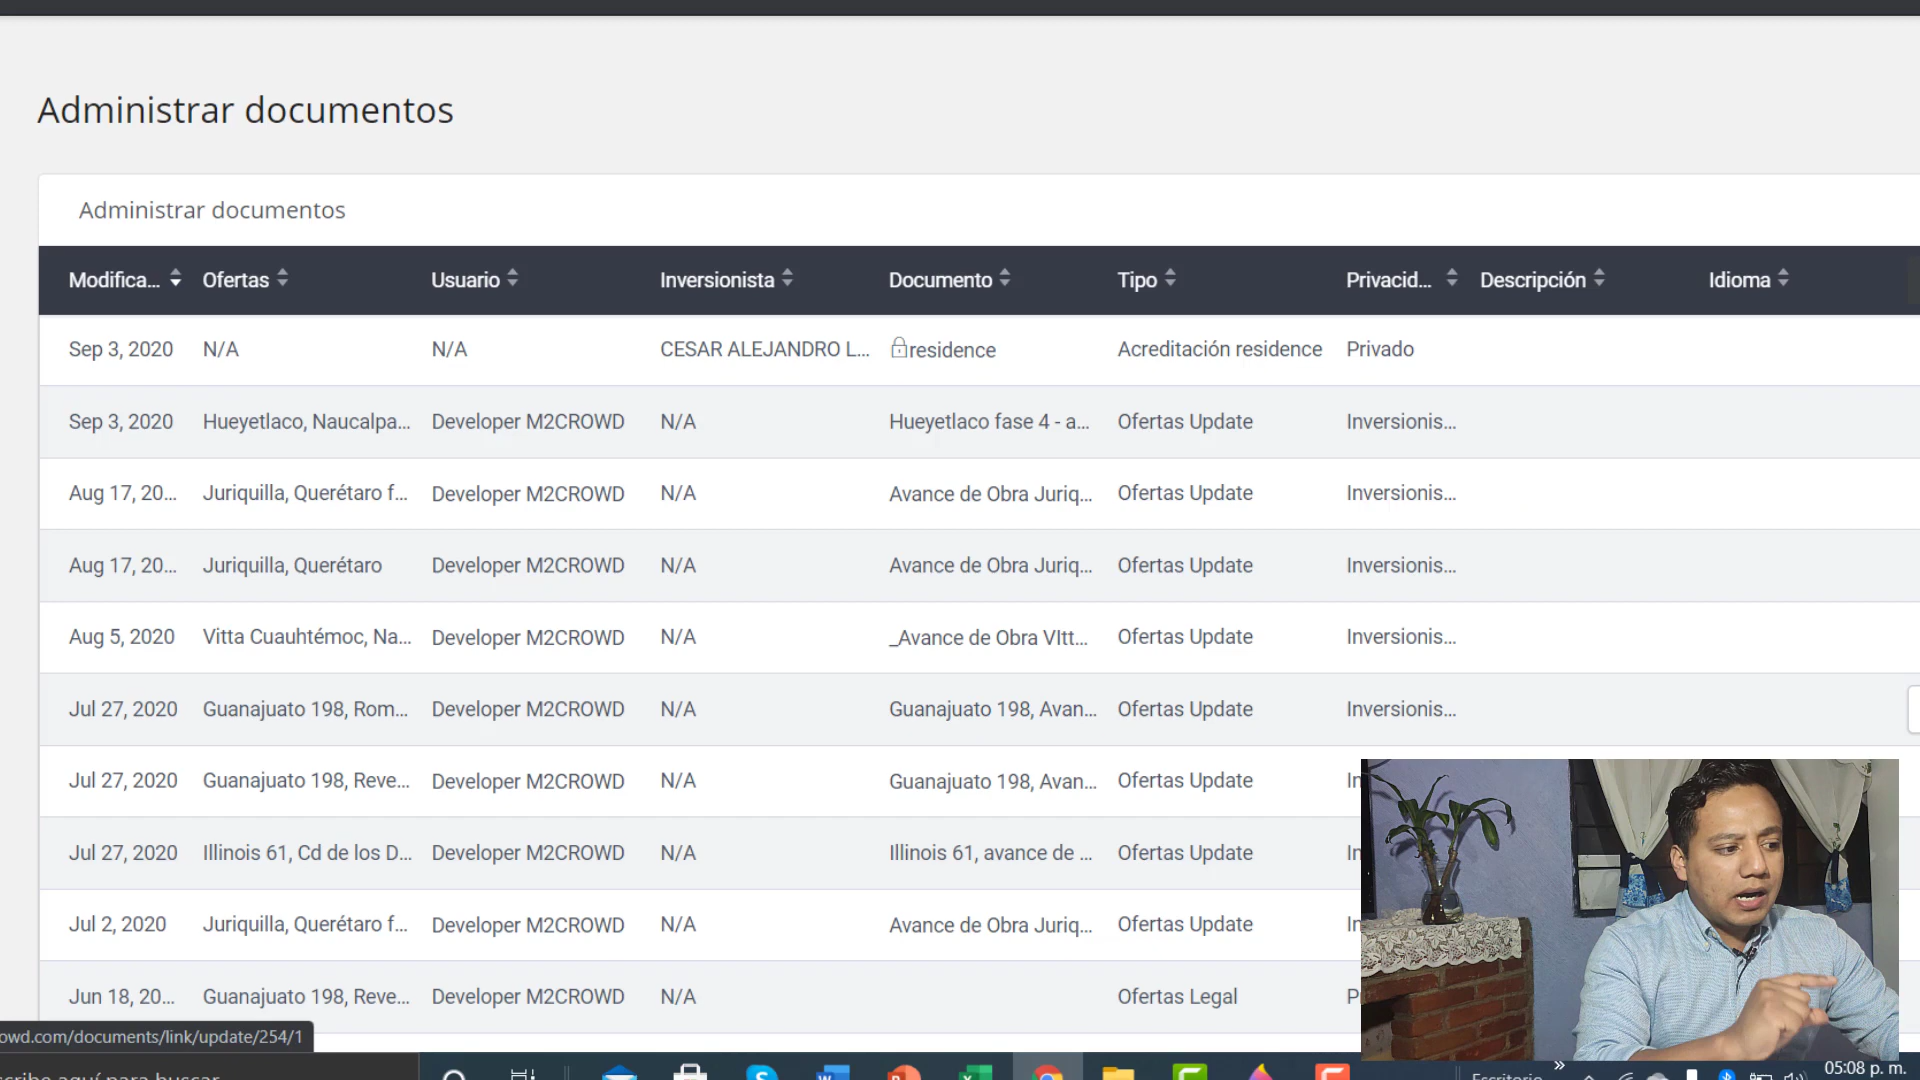 Administrar documentos
Administrar documentos
Modifica... Ofertas Usuario Inversionista Documento Tipo Privacid... Descripción Idioma
Sep 3, 2020 N/A N/A CESAR ALEJANDRO L... residence Acreditación residence Privado
Sep 3, 2020 Hueyetlaco, Naucalpa... Developer M2CROWD N/A Hueyetlaco fase 4 - a... Ofertas Update Inversionis...
Aug 17, 20... Juriquilla, Querétaro f... Developer M2CROWD N/A Avance de Obra Juriq... Ofertas Update Inversionis...
Aug 17, 20... Juriquilla, Querétaro Developer M2CROWD N/A Avance de Obra Juriq... Ofertas Update Inversionis...
Aug 5, 2020 Vitta Cuauhtémoc, Na... Developer M2CROWD N/A _Avance de Obra VItt... Ofertas Update Inversionis...
Jul 27, 2020 Guanajuato 198, Rom... Developer M2CROWD N/A Guanajuato 198, Avan... Ofertas Update Inversionis...
Jul 27, 2020 Guanajuato 198, Reve... Developer M2CROWD N/A Guanajuato 198, Avan... Ofertas Update In
Jul 27, 2020 Illinois 61, Cd de los D... Developer M2CROWD N/A Illinois 61, avance de ... Ofertas Update In
Jul 2, 2020 Juriquilla, Querétaro f... Developer M2CROWD N/A Avance de Obra Juriq... Ofertas Update In
Jun 18, 20... Guanajuato 198, Reve... Developer M2CROWD N/A Ofertas Legal
owd.com/documents/link/update/254/1
cribe aquí para buscar
Escritorio
05:08 p. m.